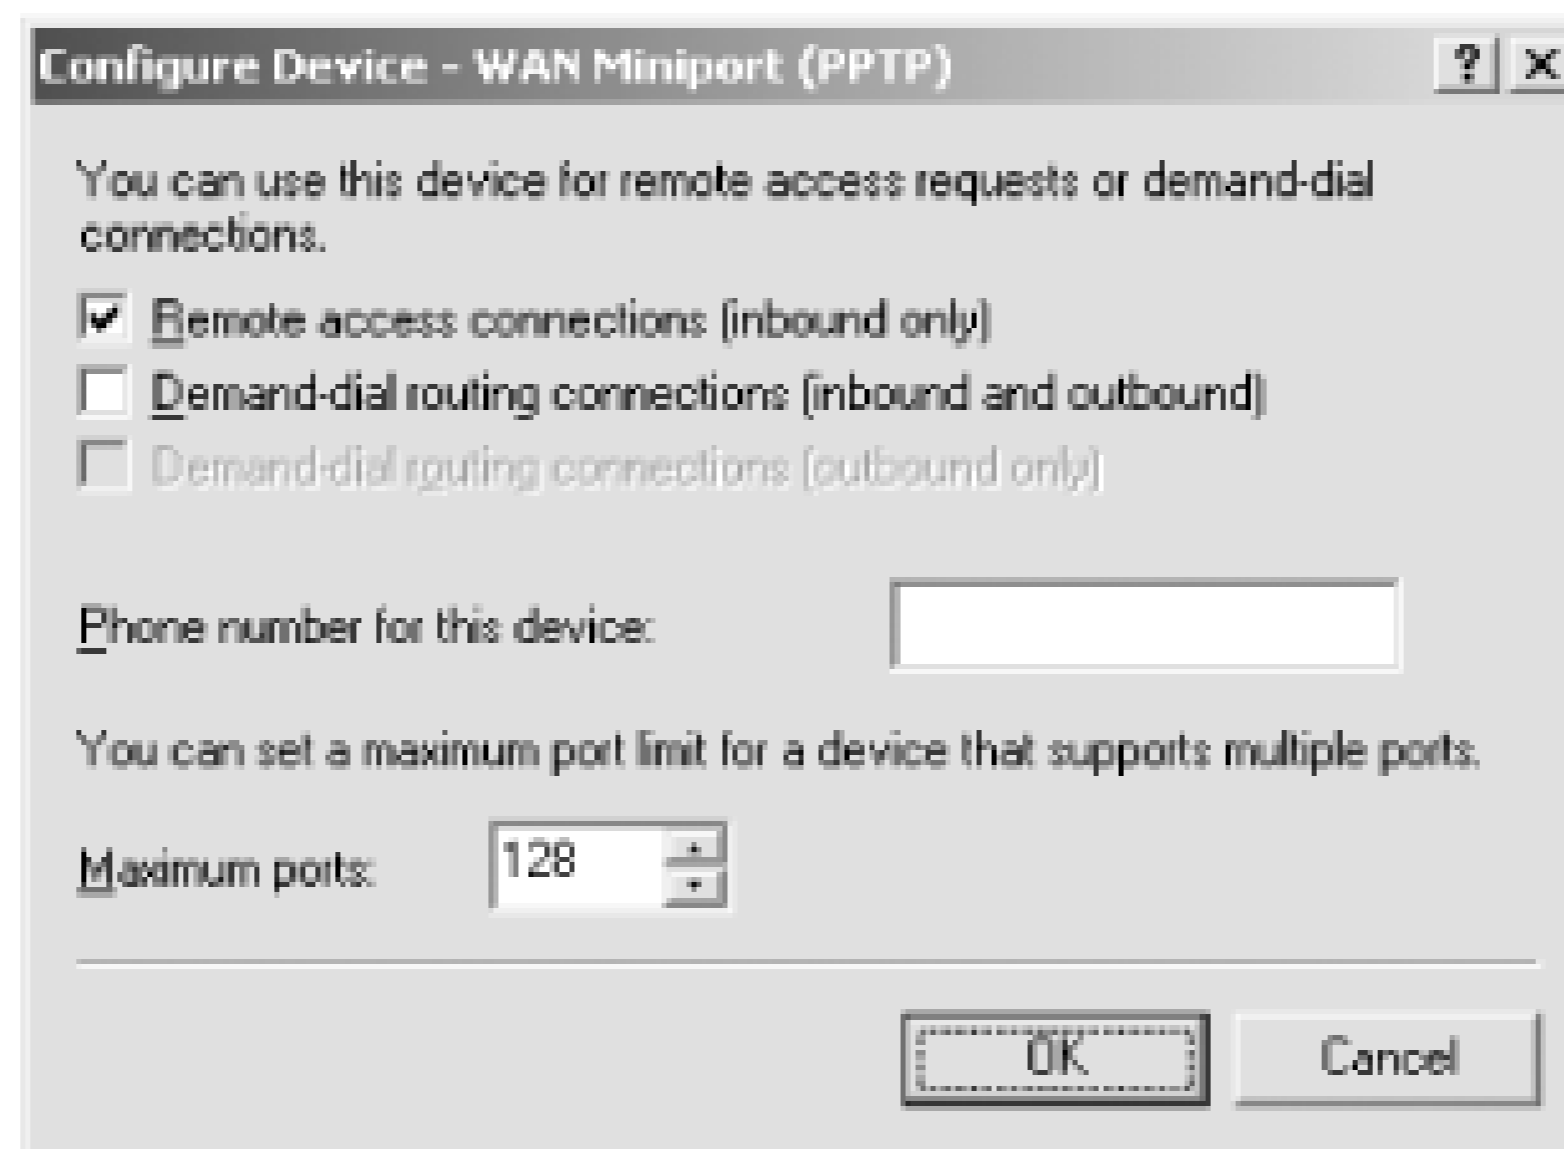 Configure Device - WAN Miniport (PPTP)
You can use this device for remote access requests or demand-dial
connections.
Remote access connections (inbound only)
Demand-dial routing connections (inbound and outbound)
Demand-dial routing connections (outbound only)
Phone number for this device:
You can set a maximum port limit for a device that supports multiple ports.
Maximum ports: 128
OK Cancel